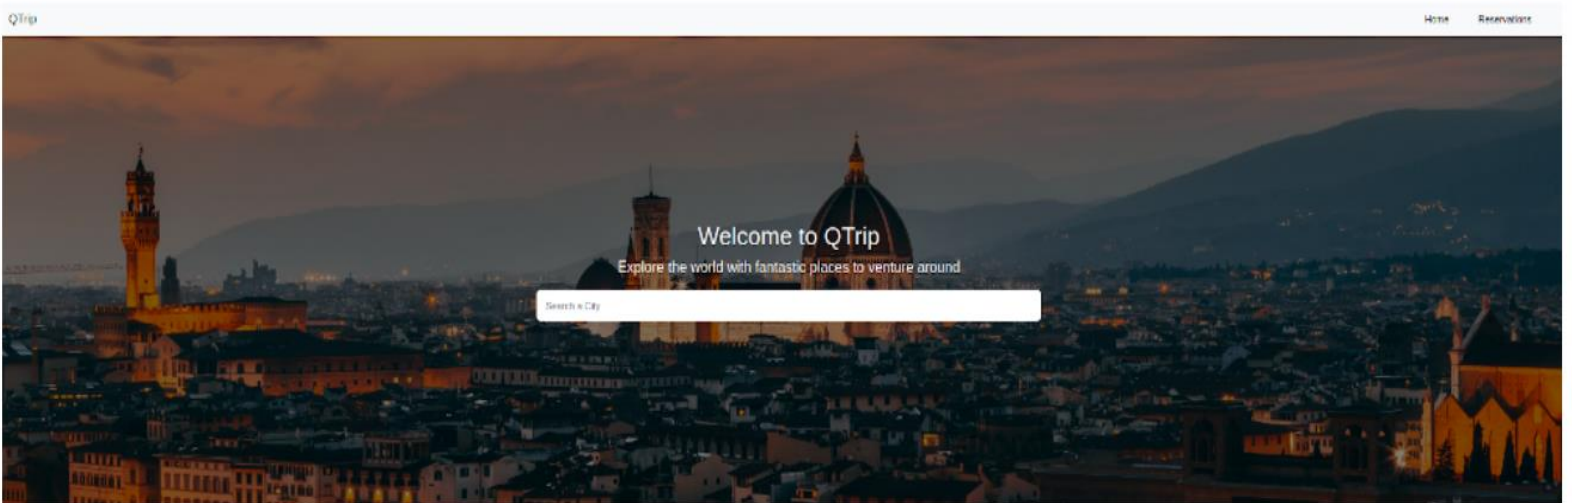 QTrip
Home Reservations
Welcome to QTrip
Explore the world with fantastic places to venture around
Search a City